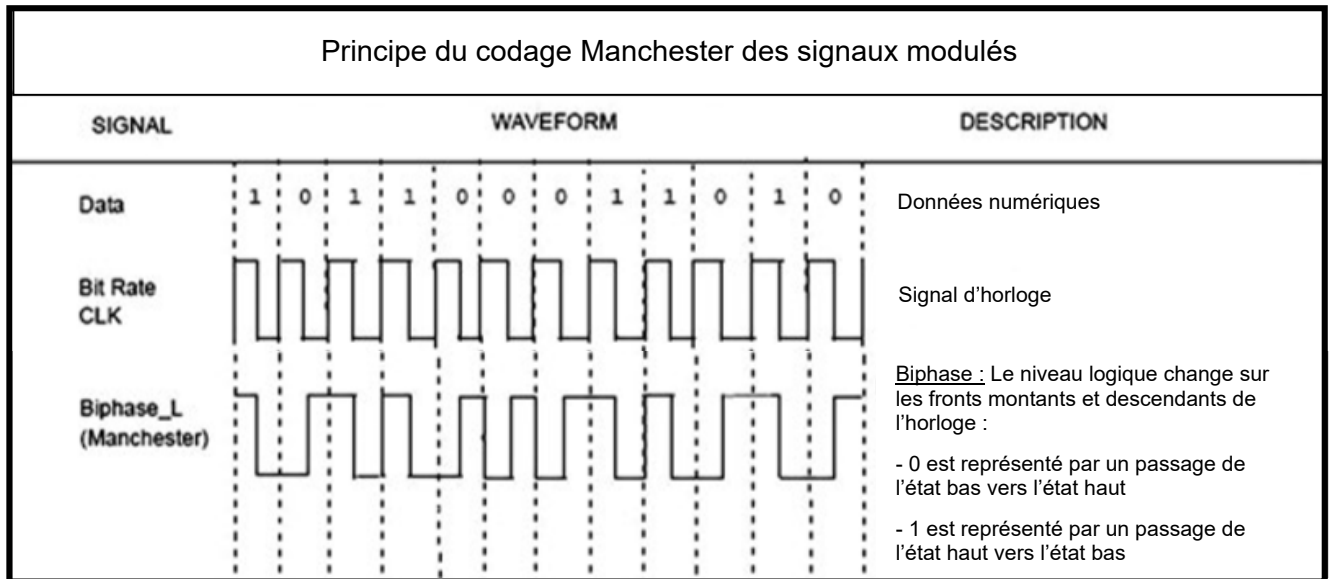 Principe du codage Manchester des signaux modulés
SIGNAL WAVEFORM DESCRIPTION
Data 1 0 1 1 0 0 0 1 1 0 1 0 Données numériques
Bit Rate
CLK
Signal d’horloge
Biphase_L
(Manchester)
Biphase : Le niveau logique change sur
les fronts montants et descendants de
l’horloge :
- 0 est représenté par un passage de
l’état bas vers l’état haut
- 1 est représenté par un passage de
l’état haut vers l’état bas